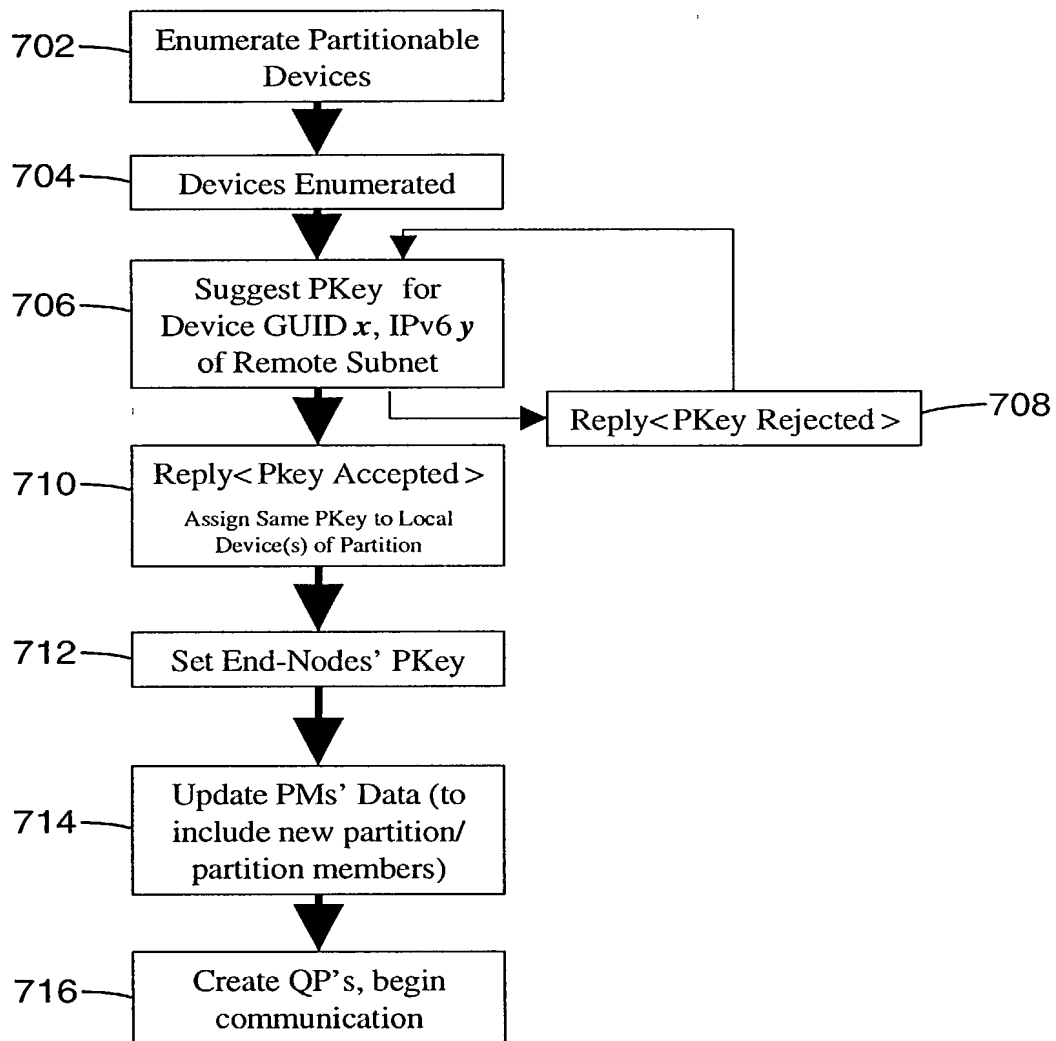 702
Enumerate Partitionable
Devices
704
Devices Enumerated
706
Suggest PKey for
Device GUID x, IPv6 y
of Remote Subnet
Reply<PKey Rejected>
708
710
Reply<Pkey Accepted>
Assign Same PKey to Local
Device(s) of Partition
712
Set End-Nodes' PKey
714
Update PMs' Data (to
include new partition/
partition members)
716
Create QP's, begin
communication